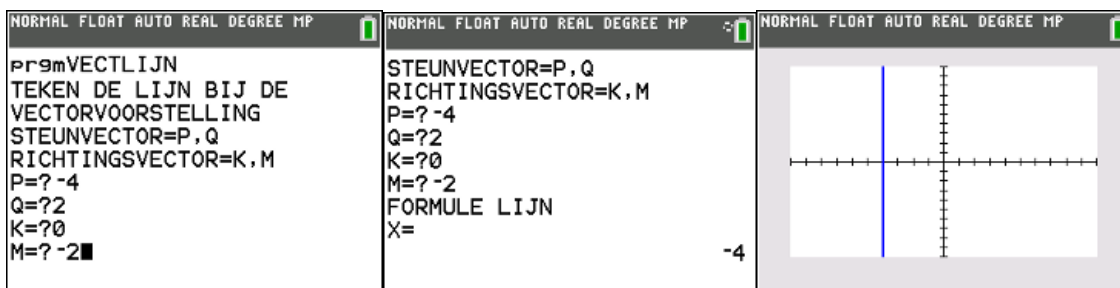 NORMAL FLOAT AUTO REAL DEGREE MP
prgmVECTLIJN
TEKEN DE LIJN BIJ DE
VECTORVOORSTELLING
STEUNVECTOR=P,Q
RICHTINGSVECTOR=K,M
P=?-4
Q=?2
K=?0
M=?-2
NORMAL FLOAT AUTO REAL DEGREE MP
STEUNVECTOR=P,Q
RICHTINGSVECTOR=K,M
P=?-4
Q=?2
K=?0
M=?-2
FORMULE LIJN
X=
-4
NORMAL FLOAT AUTO REAL DEGREE MP